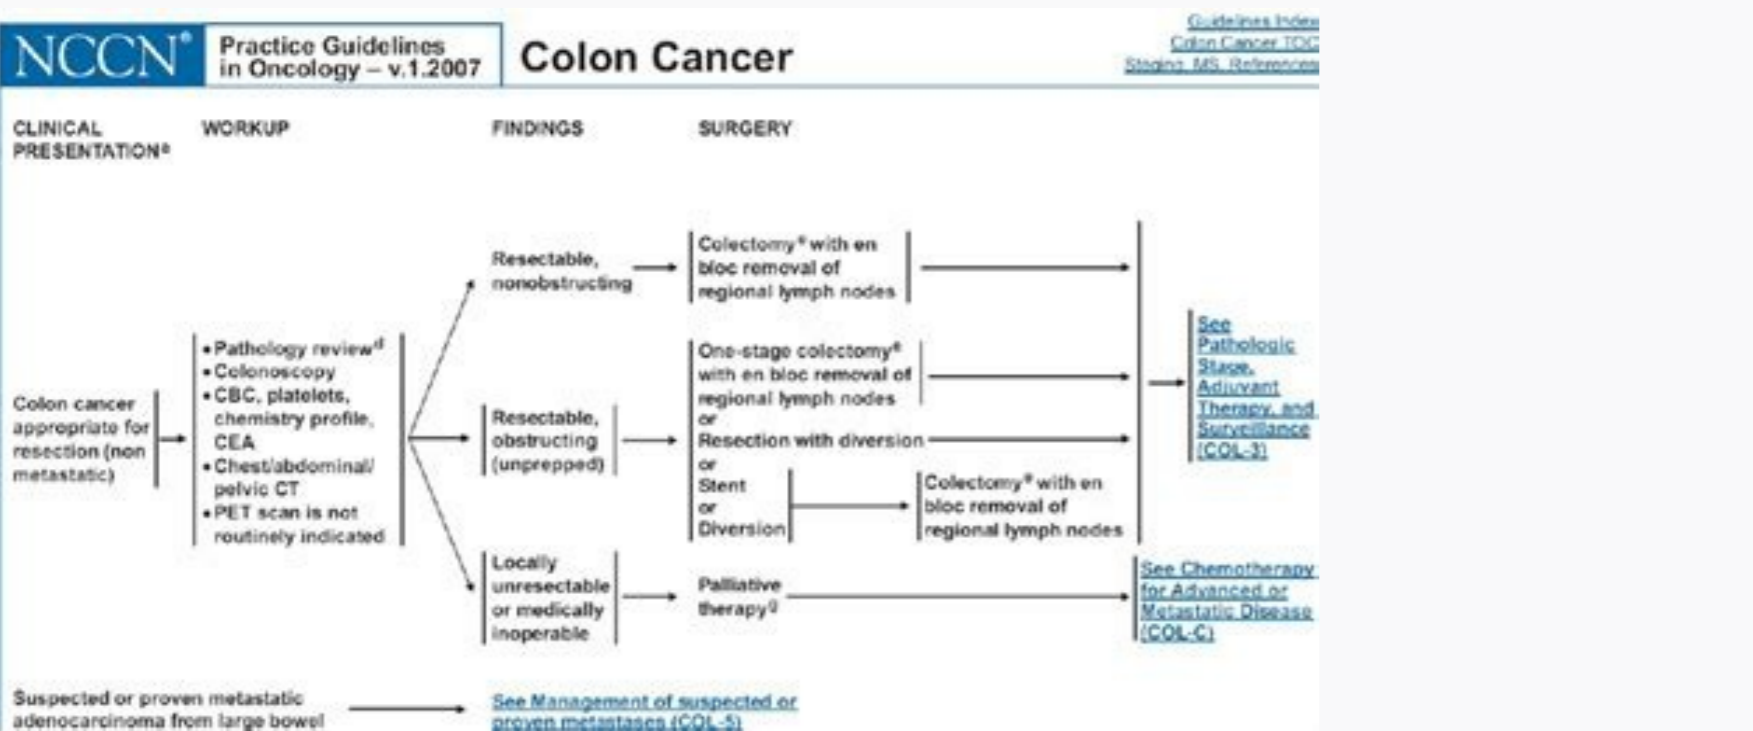 NCCN®
Practice Guidelines
in Oncology – v.1.2007
Colon Cancer
Guidelines Index
Colon Cancer TOC
Staging, MS, References
CLINICAL
PRESENTATIONa
WORKUP
FINDINGS
SURGERY
Colon cancer
appropriate for
resection (non
metastatic)
•Pathology reviewd
•Colonoscopy
•CBC, platelets,
chemistry profile,
CEA
•Chest/abdominal/
pelvic CT
•PET scan is not
routinely indicated
Resectable,
nonobstructing
Colectomye with en
bloc removal of
regional lymph nodes
Resectable,
obstructing
(unprepped)
One-stage colectomye
with en bloc removal of
regional lymph nodes
or
Resection with diversion
or
Stent
or
Diversion
Colectomye with en
bloc removal of
regional lymph nodes
See
Pathologic
Stage,
Adjuvant
Therapy, and
Surveillance
(COL-3)
Locally
unresectable
or medically
inoperable
Palliative
therapyg
See Chemotherapy
for Advanced or
Metastatic Disease
(COL-C)
Suspected or proven metastatic
adenocarcinoma from large bowel
See Management of suspected or
proven metastases (COL-5)